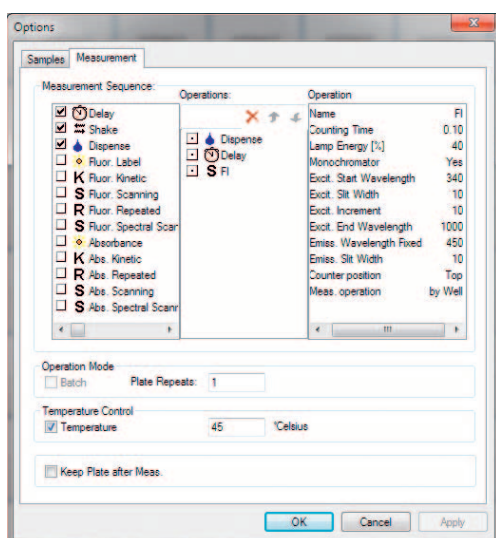 Options
Samples
Measurement
Measurement Sequence:
Delay
Shake
Dispense
Fluor. Label
K Fluor. Kinetic
S Fluor. Scanning
R Fluor. Repeated
S Fluor. Spectral Scar
Absorbance
K Abs. Kinetic
R Abs. Repeated
S Abs. Scanning
S Abs. Spectral Scanr
Operations:
Dispense
Delay
S FI
Operation
Name FI
Counting Time 0.10
Lamp Energy [%] 40
Monochromator Yes
Excit. Start Wavelength 340
Excit. Slit Width 10
Excit. Increment 10
Excit. End Wavelength 1000
Emiss. Wavelength Fixed 450
Emiss. Slit Width 10
Counter position Top
Meas. operation by Well
Operation Mode
Batch Plate Repeats: 1
Temperature Control
Temperature 45 °Celsius
Keep Plate after Meas.
OK Cancel Apply